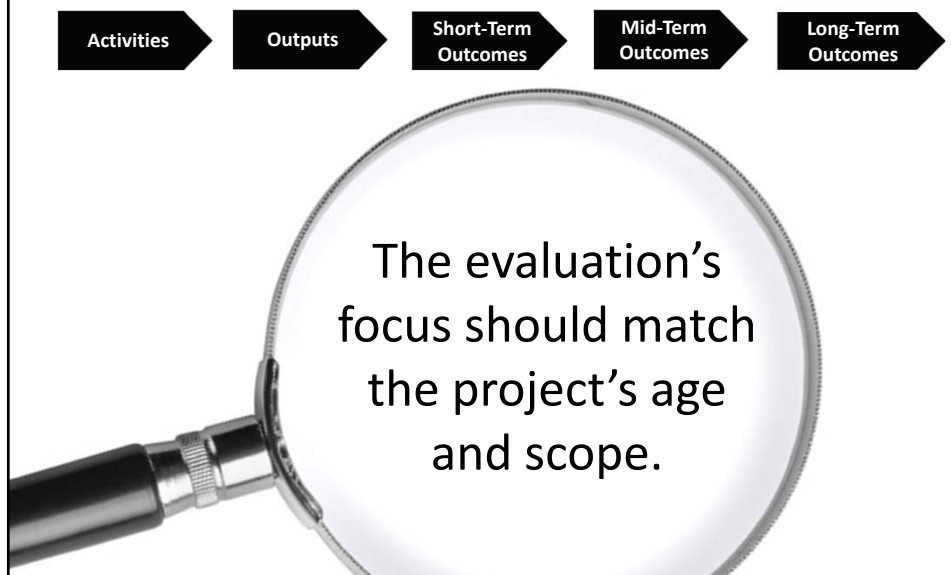 Activities
Outputs
Short-Term
Outcomes
Mid-Term
Outcomes
Long-Term
Outcomes
The evaluation’s
focus should match
the project’s age
and scope.